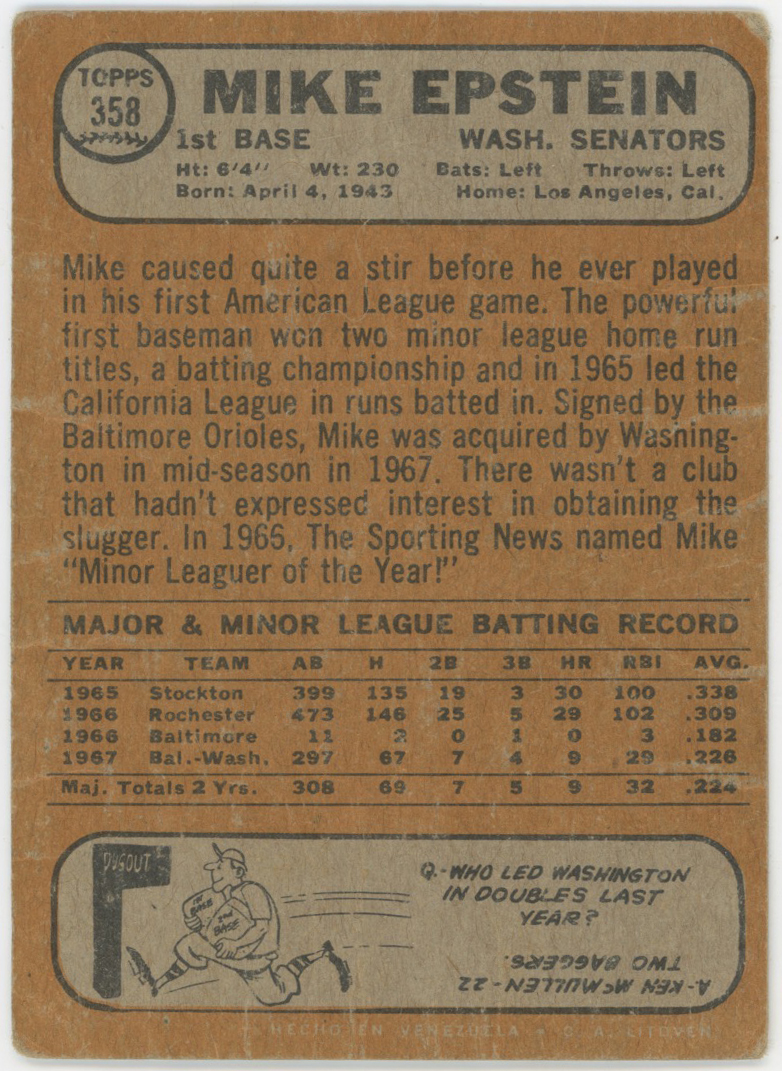 TOPPS
358
MIKE EPSTEIN
1st BASE WASH. SENATORS
Ht: 6'4" Wt: 230 Bats: Left Throws: Left
Born: April 4, 1943 Home: Los Angeles, Cal.
Mike caused quite a stir before he ever played
in his first American League game. The powerful
first baseman won two minor league home run
titles, a batting championship and in 1965 led the
California League in runs batted in. Signed by the
Baltimore Orioles, Mike was acquired by Washing-
ton in mid-season in 1967. There wasn't a club
that hadn't expressed interest in obtaining the
slugger. In 1966, The Sporting News named Mike
"Minor Leaguer of the Year!"
MAJOR & MINOR LEAGUE BATTING RECORD
YEAR TEAM AB H 2B 3B HR RBI AVG.
1965 Stockton 399 135 19 3 30 100 .338
1966 Rochester 473 146 25 5 29 102 .309
1966 Baltimore 11 2 0 1 0 3 .182
1967 Bal.-Wash. 297 67 7 4 9 29 .226
Maj. Totals 2 Yrs. 308 69 7 5 9 32 .224
DUGOUT
1st
BASE
2nd
BASE
Q.-WHO LED WASHINGTON
IN DOUBLES LAST
YEAR?
A-KEN McMULLEN-22
TWO BAGGERS.
HECHO EN VENEZUELA - C. A. LITOVEN